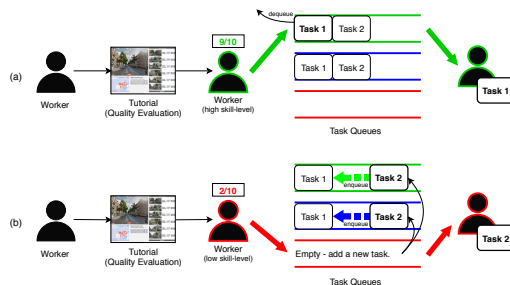 dequeue
9/10
Task 1
Task 2
(a)
Task 1
Task 2
Worker
Tutorial
(Quality Evaluation)
Worker
(high skill-level)
Task 1
Task Queues
2/10
Task 1
enqueue
Task 2
(b)
Task 1
enqueue
Task 2
Task 2
Worker
Tutorial
(Quality Evaluation)
Worker
(low skill-level)
Empty - add a new task.
Task Queues